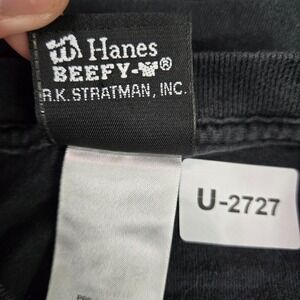 Hanes
BEEFY-T®
R.K. STRATMAN, INC.
U-2727